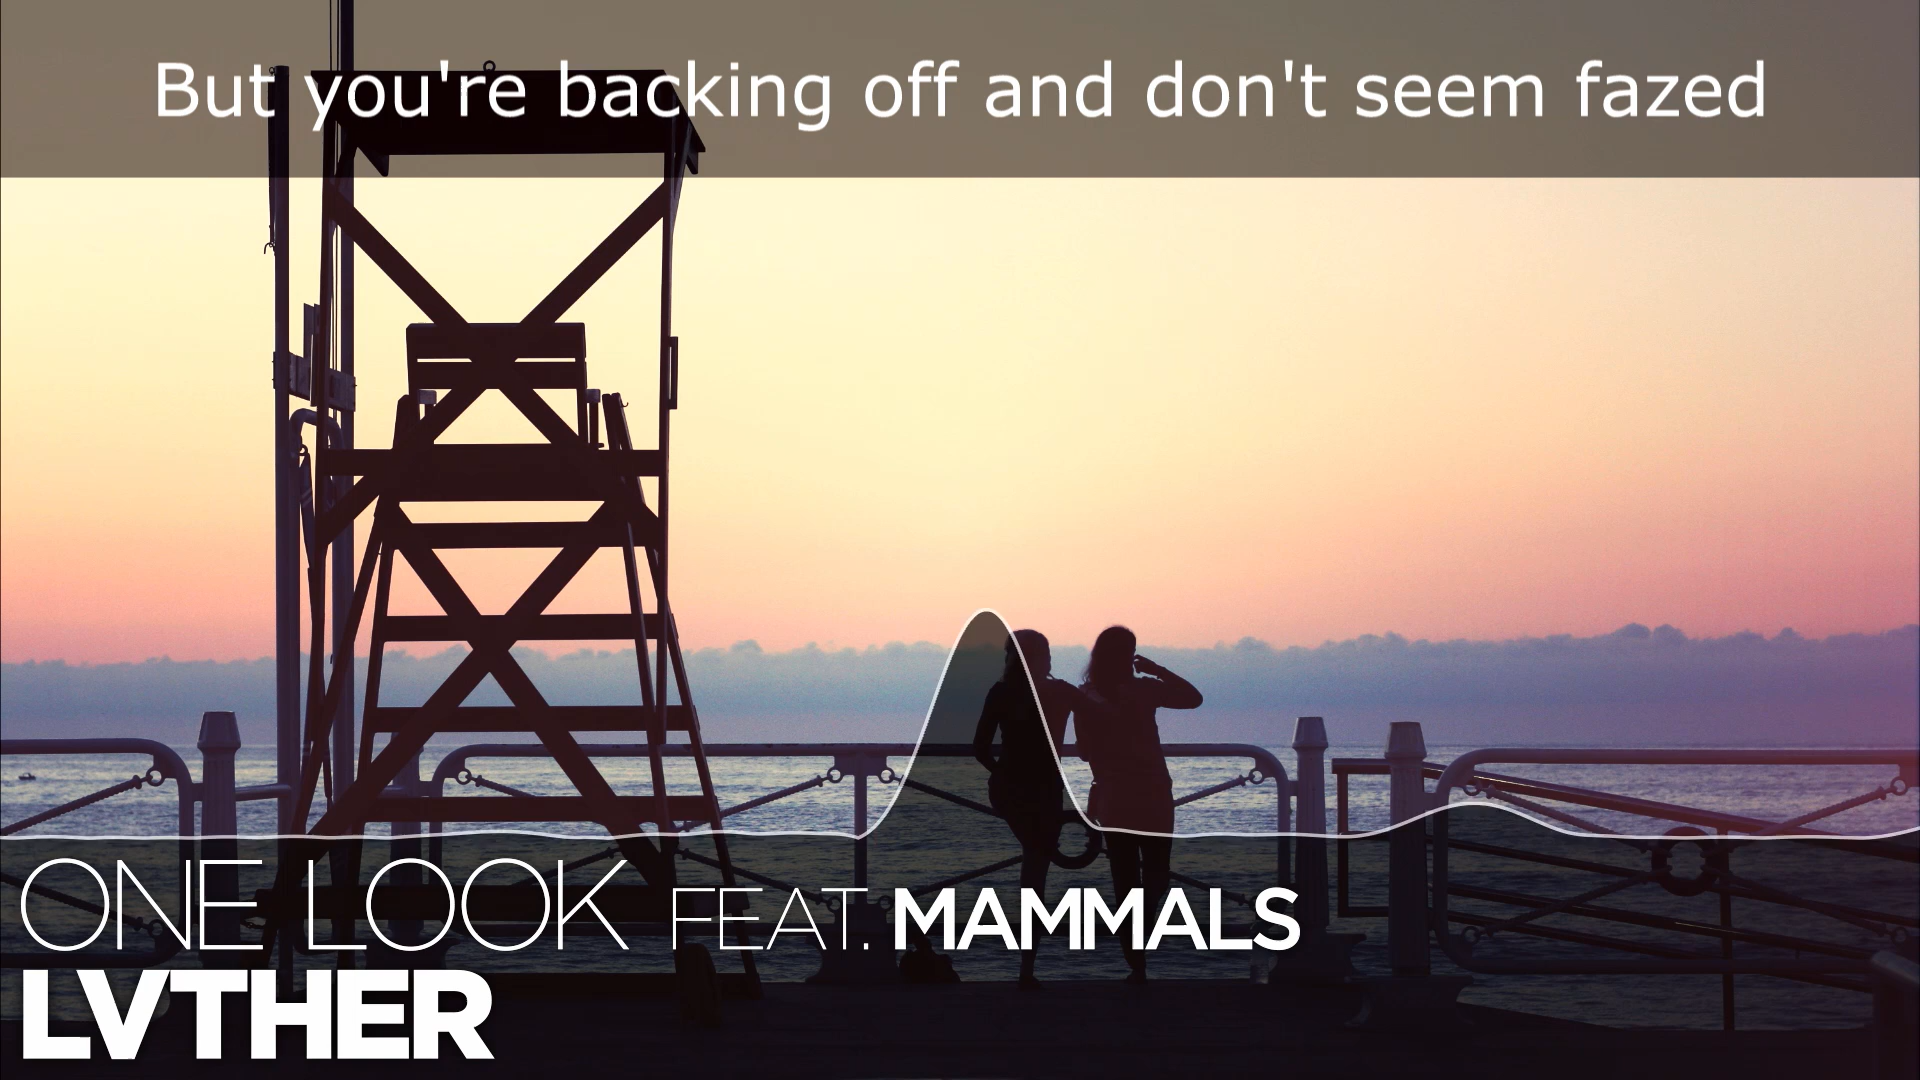 But you're backing off and don't seem fazed
ONE LOOK FEAT. MAMMALS
LVTHER